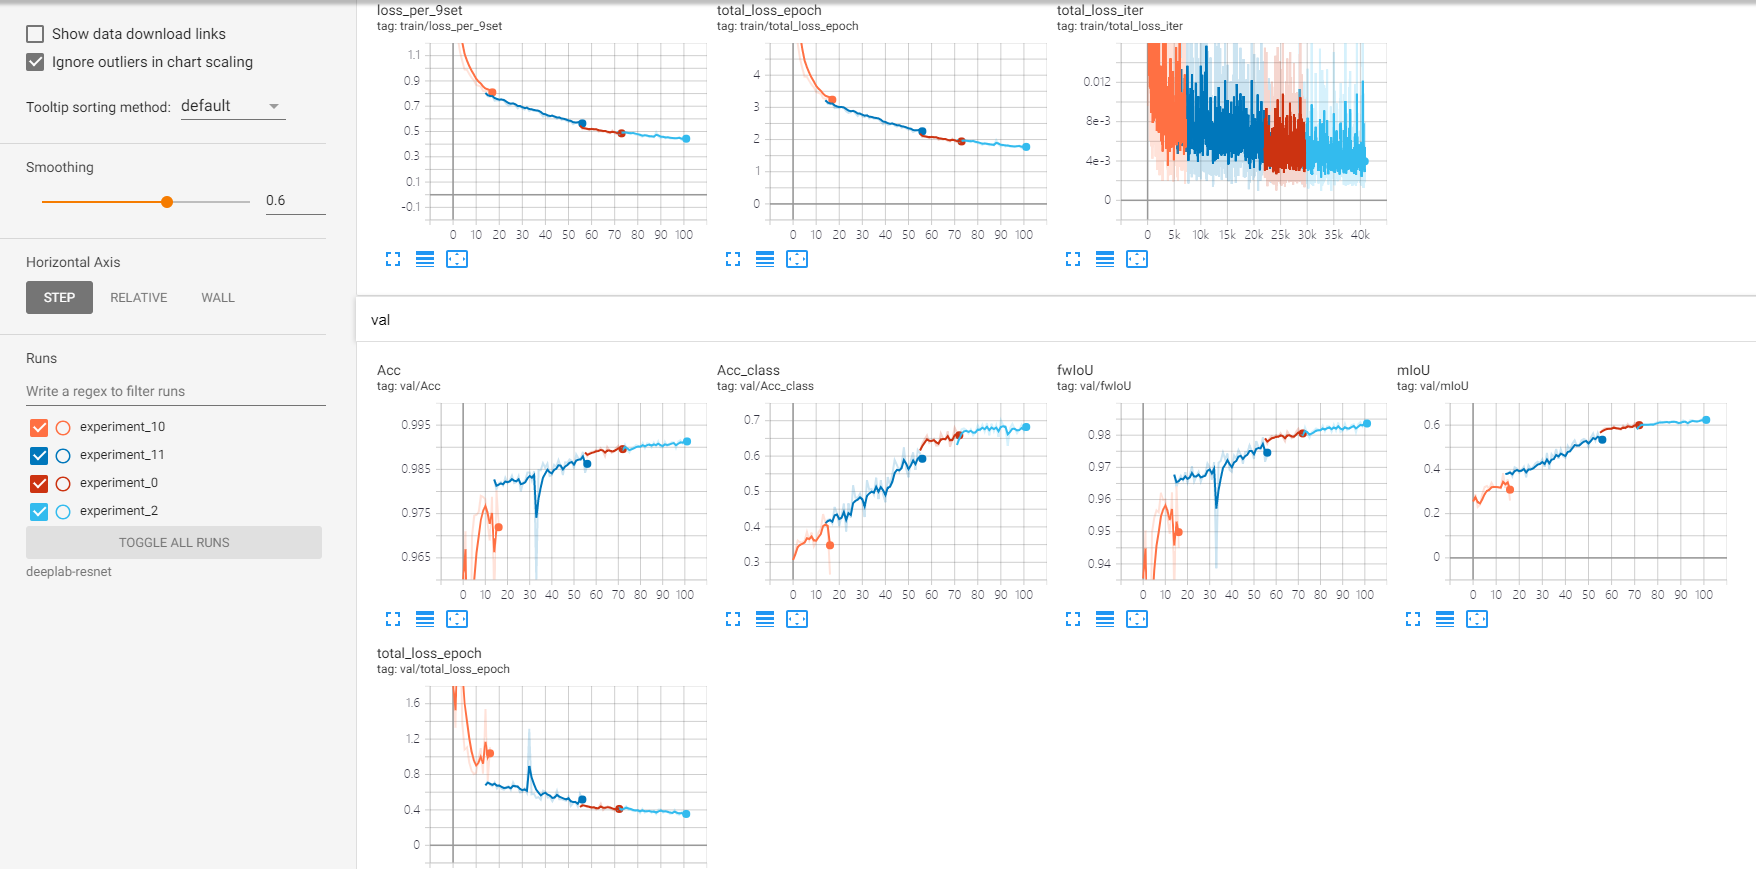 Show data download links
Ignore outliers in chart scaling
Tooltip sorting method: default
Smoothing
0.6
Horizontal Axis
STEP RELATIVE WALL
Runs
Write a regex to filter runs
experiment_10
experiment_11
experiment_0
experiment_2
TOGGLE ALL RUNS
deeplab-resnet
loss_per_9set
tag: train/loss_per_9set
1.1
0.9
0.7
0.5
0.3
0.1
-0.1
0 10 20 30 40 50 60 70 80 90 100
total_loss_epoch
tag: train/total_loss_epoch
4
3
2
1
0
0 10 20 30 40 50 60 70 80 90 100
total_loss_iter
tag: train/total_loss_iter
0.012
8e-3
4e-3
0
0 5k 10k 15k 20k 25k 30k 35k 40k
val
Acc
tag: val/Acc
0.995
0.985
0.975
0.965
0 10 20 30 40 50 60 70 80 90 100
Acc_class
tag: val/Acc_class
0.7
0.6
0.5
0.4
0.3
0 10 20 30 40 50 60 70 80 90 100
fwIoU
tag: val/fwIoU
0.98
0.97
0.96
0.95
0.94
0 10 20 30 40 50 60 70 80 90 100
mIoU
tag: val/mIoU
0.6
0.4
0.2
0
0 10 20 30 40 50 60 70 80 90 100
total_loss_epoch
tag: val/total_loss_epoch
1.6
1.2
0.8
0.4
0